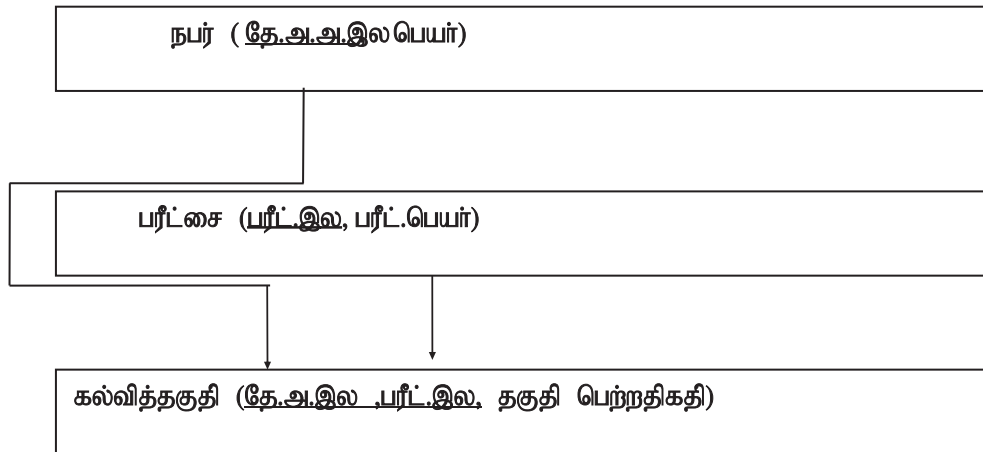 நபர் ( தே.அ.அ.இல பெயர்)
பரீட்சை (பரீட்.இல, பரீட்.பெயர்)
கல்வித்தகுதி (தே.அ.இல ,பரீட்.இல, தகுதி பெற்றதிகதி)